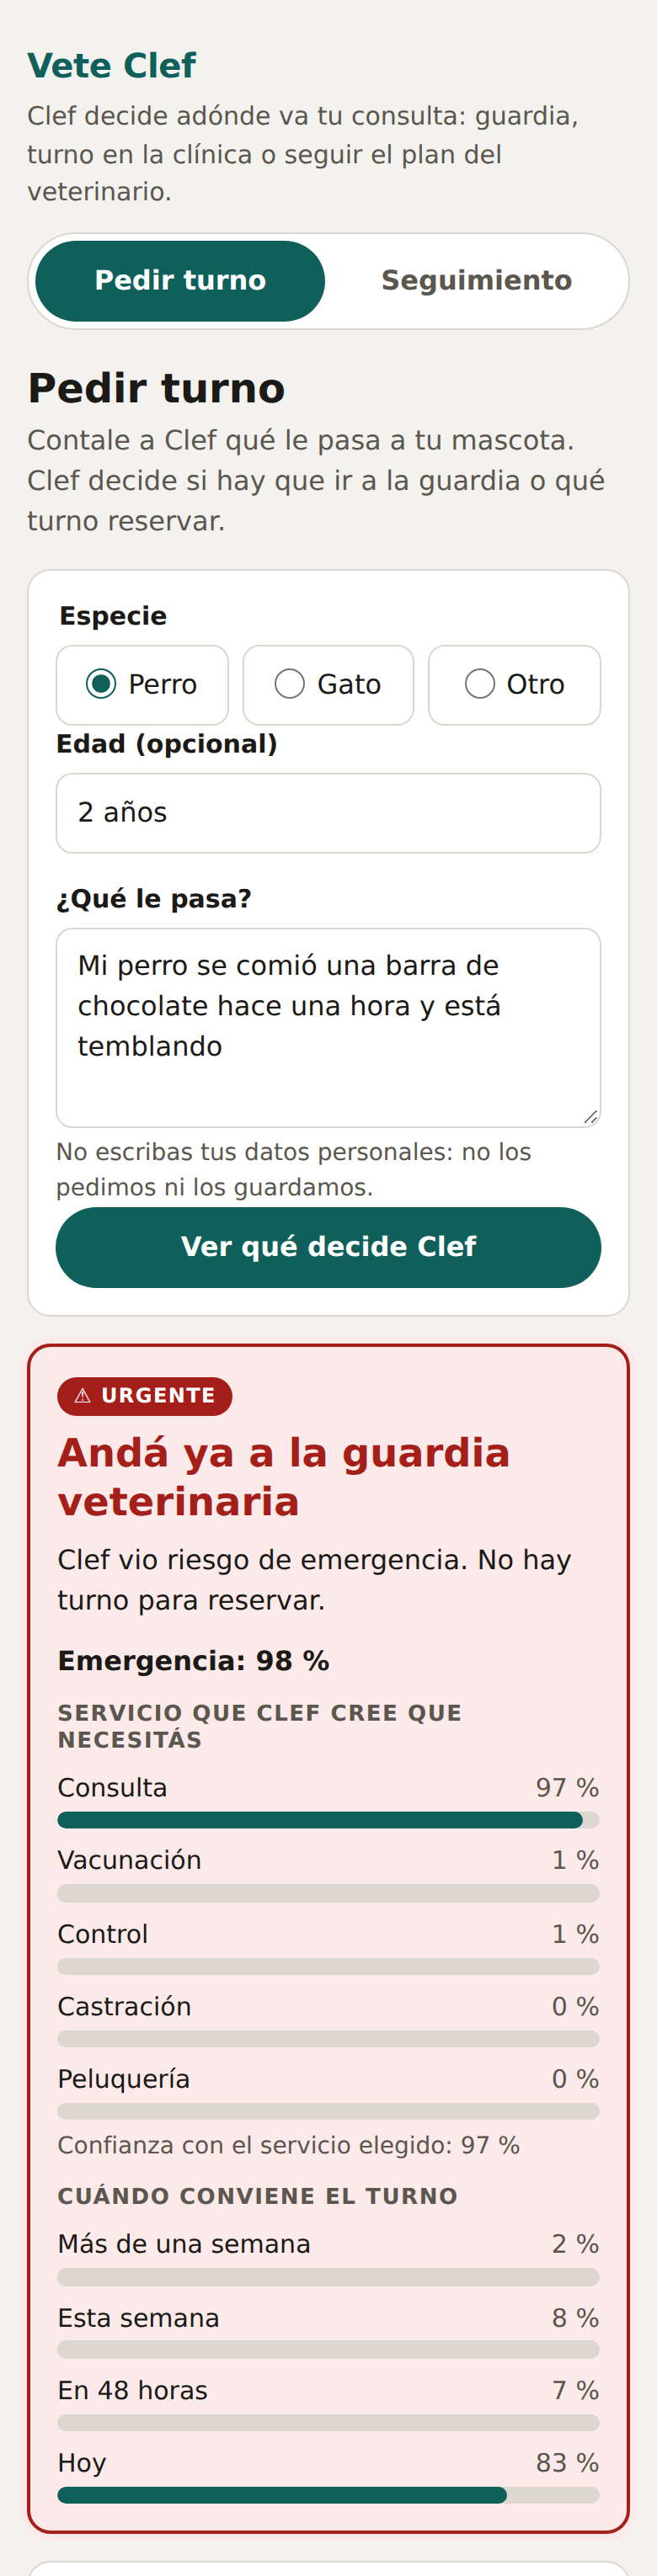 Vete Clef
Clef decide adónde va tu consulta: guardia,
turno en la clínica o seguir el plan del
veterinario.
Pedir turno
Seguimiento
Pedir turno
Contale a Clef qué le pasa a tu mascota.
Clef decide si hay que ir a la guardia o qué
turno reservar.
Especie
Perro
Gato
Otro
Edad (opcional)
2 años
¿Qué le pasa?
Mi perro se comió una barra de
chocolate hace una hora y está
temblando
No escribas tus datos personales: no los
pedimos ni los guardamos.
Ver qué decide Clef
⚠ URGENTE
Andá ya a la guardia
veterinaria
Clef vio riesgo de emergencia. No hay
turno para reservar.
Emergencia: 98 %
SERVICIO QUE CLEF CREE QUE
NECESITÁS
Consulta 97 %
Vacunación 1 %
Control 1 %
Castración 0 %
Peluquería 0 %
Confianza con el servicio elegido: 97 %
CUÁNDO CONVIENE EL TURNO
Más de una semana 2 %
Esta semana 8 %
En 48 horas 7 %
Hoy 83 %